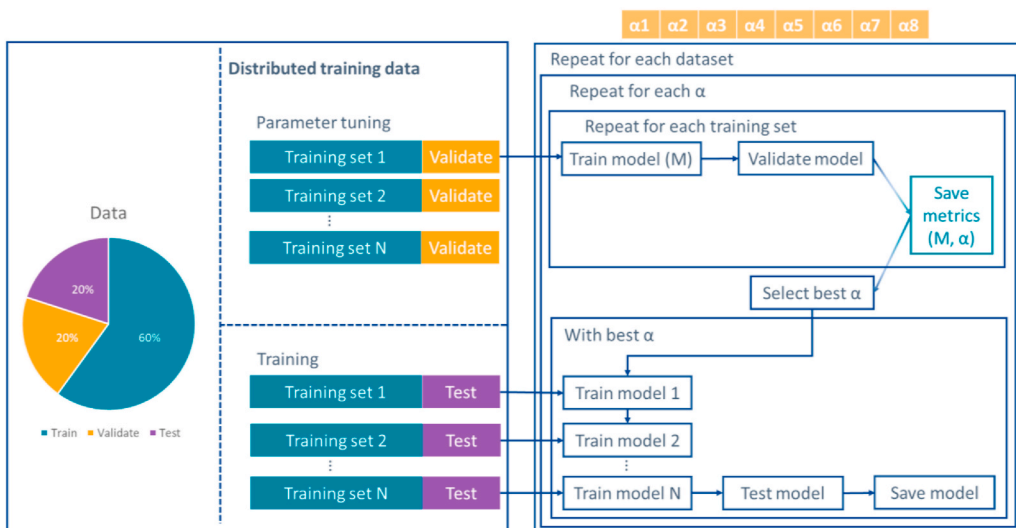 α1 α2 α3 α4 α5 α6 α7 α8
Distributed training data
Parameter tuning
Training set 1 Validate
Training set 2 Validate
Training set N Validate
Data
20%
20%
60%
Train Validate Test
Training
Training set 1 Test
Training set 2 Test
Training set N Test
Repeat for each dataset
Repeat for each α
Repeat for each training set
Train model (M)
Validate model
Save
metrics
(M, α)
Select best α
With best α
Train model 1
Train model 2
Train model N
Test model
Save model